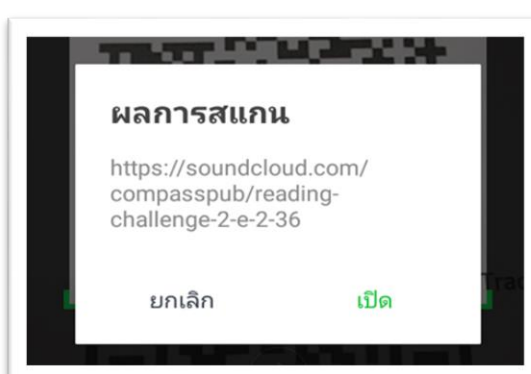 ผลการสแกน
https://soundcloud.com/
compasspub/reading-
challenge-2-e-2-36
Tra
ยกเลิก
เปิด